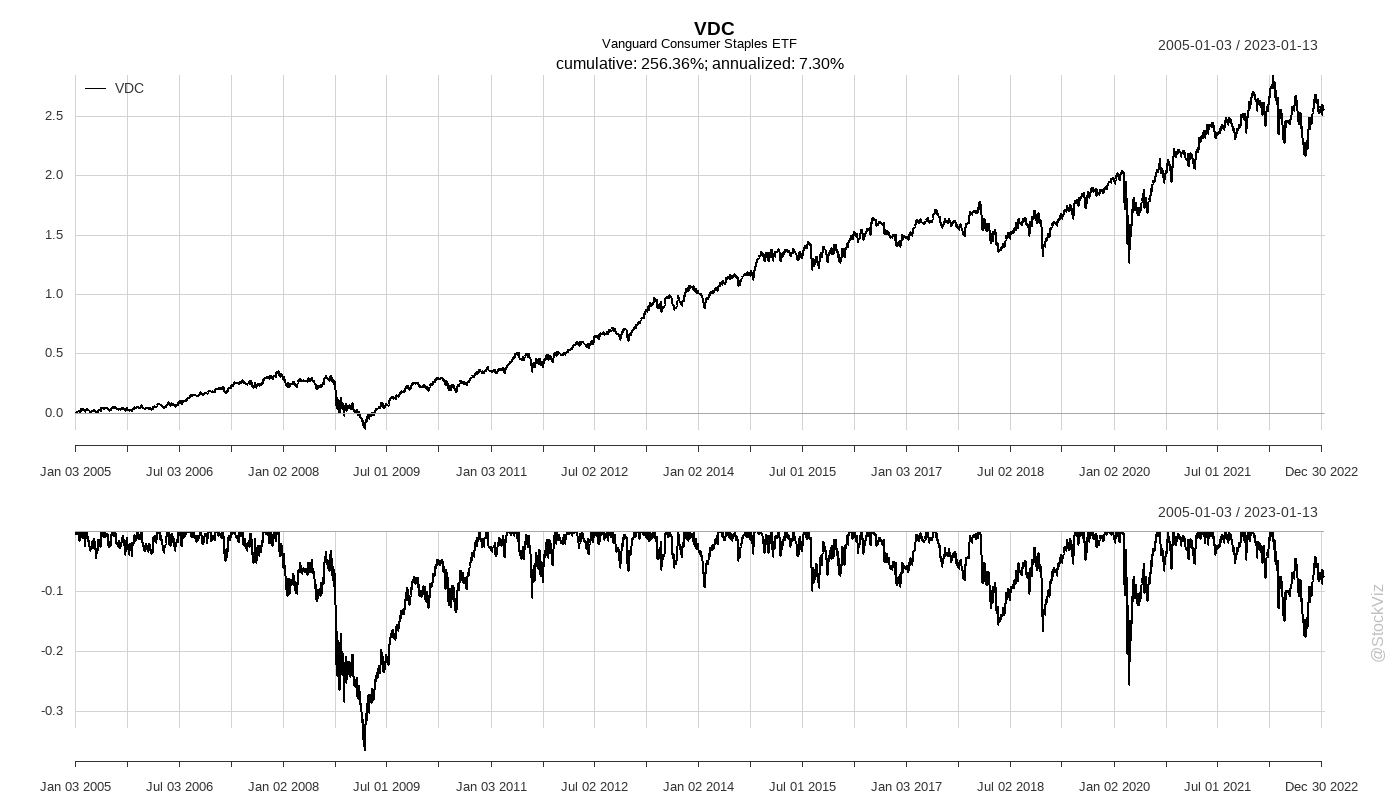 VDC
Vanguard Consumer Staples ETF
2005-01-03 / 2023-01-13
cumulative: 256.36%; annualized: 7.30%
VDC
2.5
2.0
1.5
1.0
0.5
0.0
Jan 03 2005 Jul 03 2006 Jan 02 2008 Jul 01 2009 Jan 03 2011 Jul 02 2012 Jan 02 2014 Jul 01 2015 Jan 03 2017 Jul 02 2018 Jan 02 2020 Jul 01 2021 Dec 30 2022
2005-01-03 / 2023-01-13
-0.1
-0.2
-0.3
Jan 03 2005 Jul 03 2006 Jan 02 2008 Jul 01 2009 Jan 03 2011 Jul 02 2012 Jan 02 2014 Jul 01 2015 Jan 03 2017 Jul 02 2018 Jan 02 2020 Jul 01 2021 Dec 30 2022
@StockViz